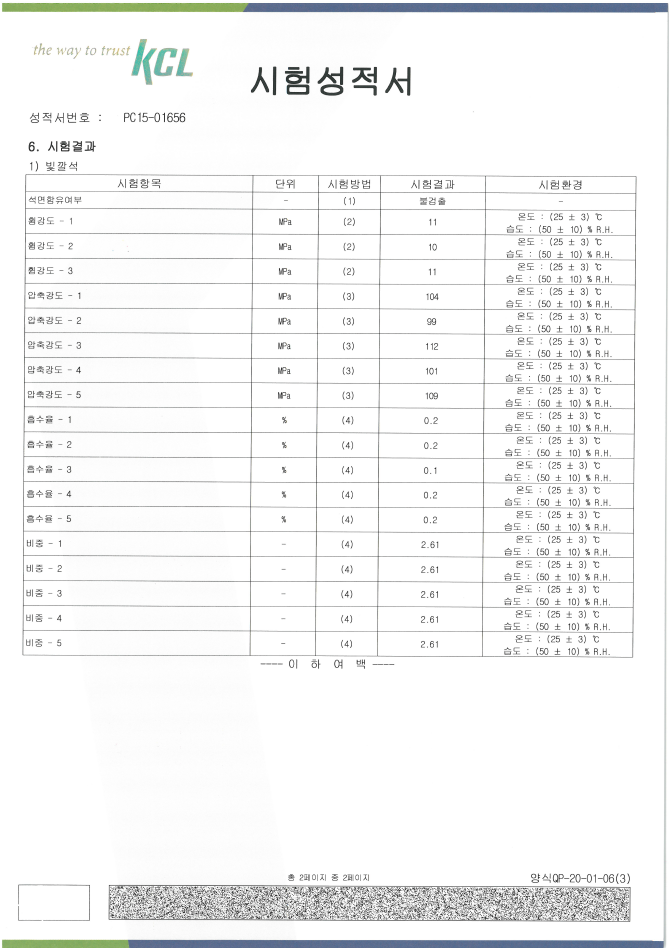 the way to trust KCL
시험성적서
성적서번호 : PC15-01656
6. 시험결과
1) 빛깔석
시험항목 단위 시험방법 시험결과 시험환경
석면함유여부 - (1) 불검출 -
휨강도 - 1 MPa (2) 11 온도 : (25 ± 3) ℃
습도 : (50 ± 10) % R.H.
휨강도 - 2 MPa (2) 10 온도 : (25 ± 3) ℃
습도 : (50 ± 10) % R.H.
휨강도 - 3 MPa (2) 11 온도 : (25 ± 3) ℃
습도 : (50 ± 10) % R.H.
압축강도 - 1 MPa (3) 104 온도 : (25 ± 3) ℃
습도 : (50 ± 10) % R.H.
압축강도 - 2 MPa (3) 99 온도 : (25 ± 3) ℃
습도 : (50 ± 10) % R.H.
압축강도 - 3 MPa (3) 112 온도 : (25 ± 3) ℃
습도 : (50 ± 10) % R.H.
압축강도 - 4 MPa (3) 101 온도 : (25 ± 3) ℃
습도 : (50 ± 10) % R.H.
압축강도 - 5 MPa (3) 109 온도 : (25 ± 3) ℃
습도 : (50 ± 10) % R.H.
흡수율 - 1 % (4) 0.2 온도 : (25 ± 3) ℃
습도 : (50 ± 10) % R.H.
흡수율 - 2 % (4) 0.2 온도 : (25 ± 3) ℃
습도 : (50 ± 10) % R.H.
흡수율 - 3 % (4) 0.1 온도 : (25 ± 3) ℃
습도 : (50 ± 10) % R.H.
흡수율 - 4 % (4) 0.2 온도 : (25 ± 3) ℃
습도 : (50 ± 10) % R.H.
흡수율 - 5 % (4) 0.2 온도 : (25 ± 3) ℃
습도 : (50 ± 10) % R.H.
비중 - 1 - (4) 2.61 온도 : (25 ± 3) ℃
습도 : (50 ± 10) % R.H.
비중 - 2 - (4) 2.61 온도 : (25 ± 3) ℃
습도 : (50 ± 10) % R.H.
비중 - 3 - (4) 2.61 온도 : (25 ± 3) ℃
습도 : (50 ± 10) % R.H.
비중 - 4 - (4) 2.61 온도 : (25 ± 3) ℃
습도 : (50 ± 10) % R.H.
비중 - 5 - (4) 2.61 온도 : (25 ± 3) ℃
습도 : (50 ± 10) % R.H.
---- 이 하 여 백 ----
총 2페이지 중 2페이지
양식QP-20-01-06(3)